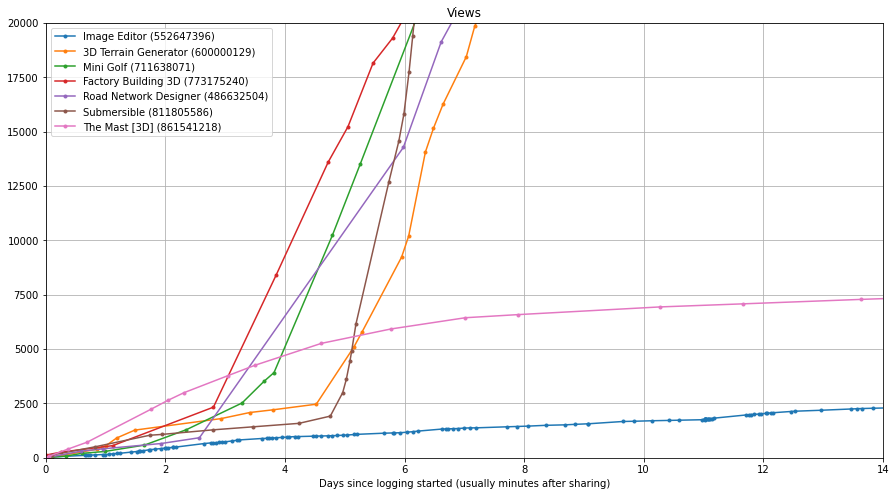 Views
Image Editor (552647396)
3D Terrain Generator (600000129)
Mini Golf (711638071)
Factory Building 3D (773175240)
Road Network Designer (486632504)
Submersible (811805586)
The Mast [3D] (861541218)
20000
17500
15000
12500
10000
7500
5000
2500
0
0 2 4 6 8 10 12 14
Days since logging started (usually minutes after sharing)